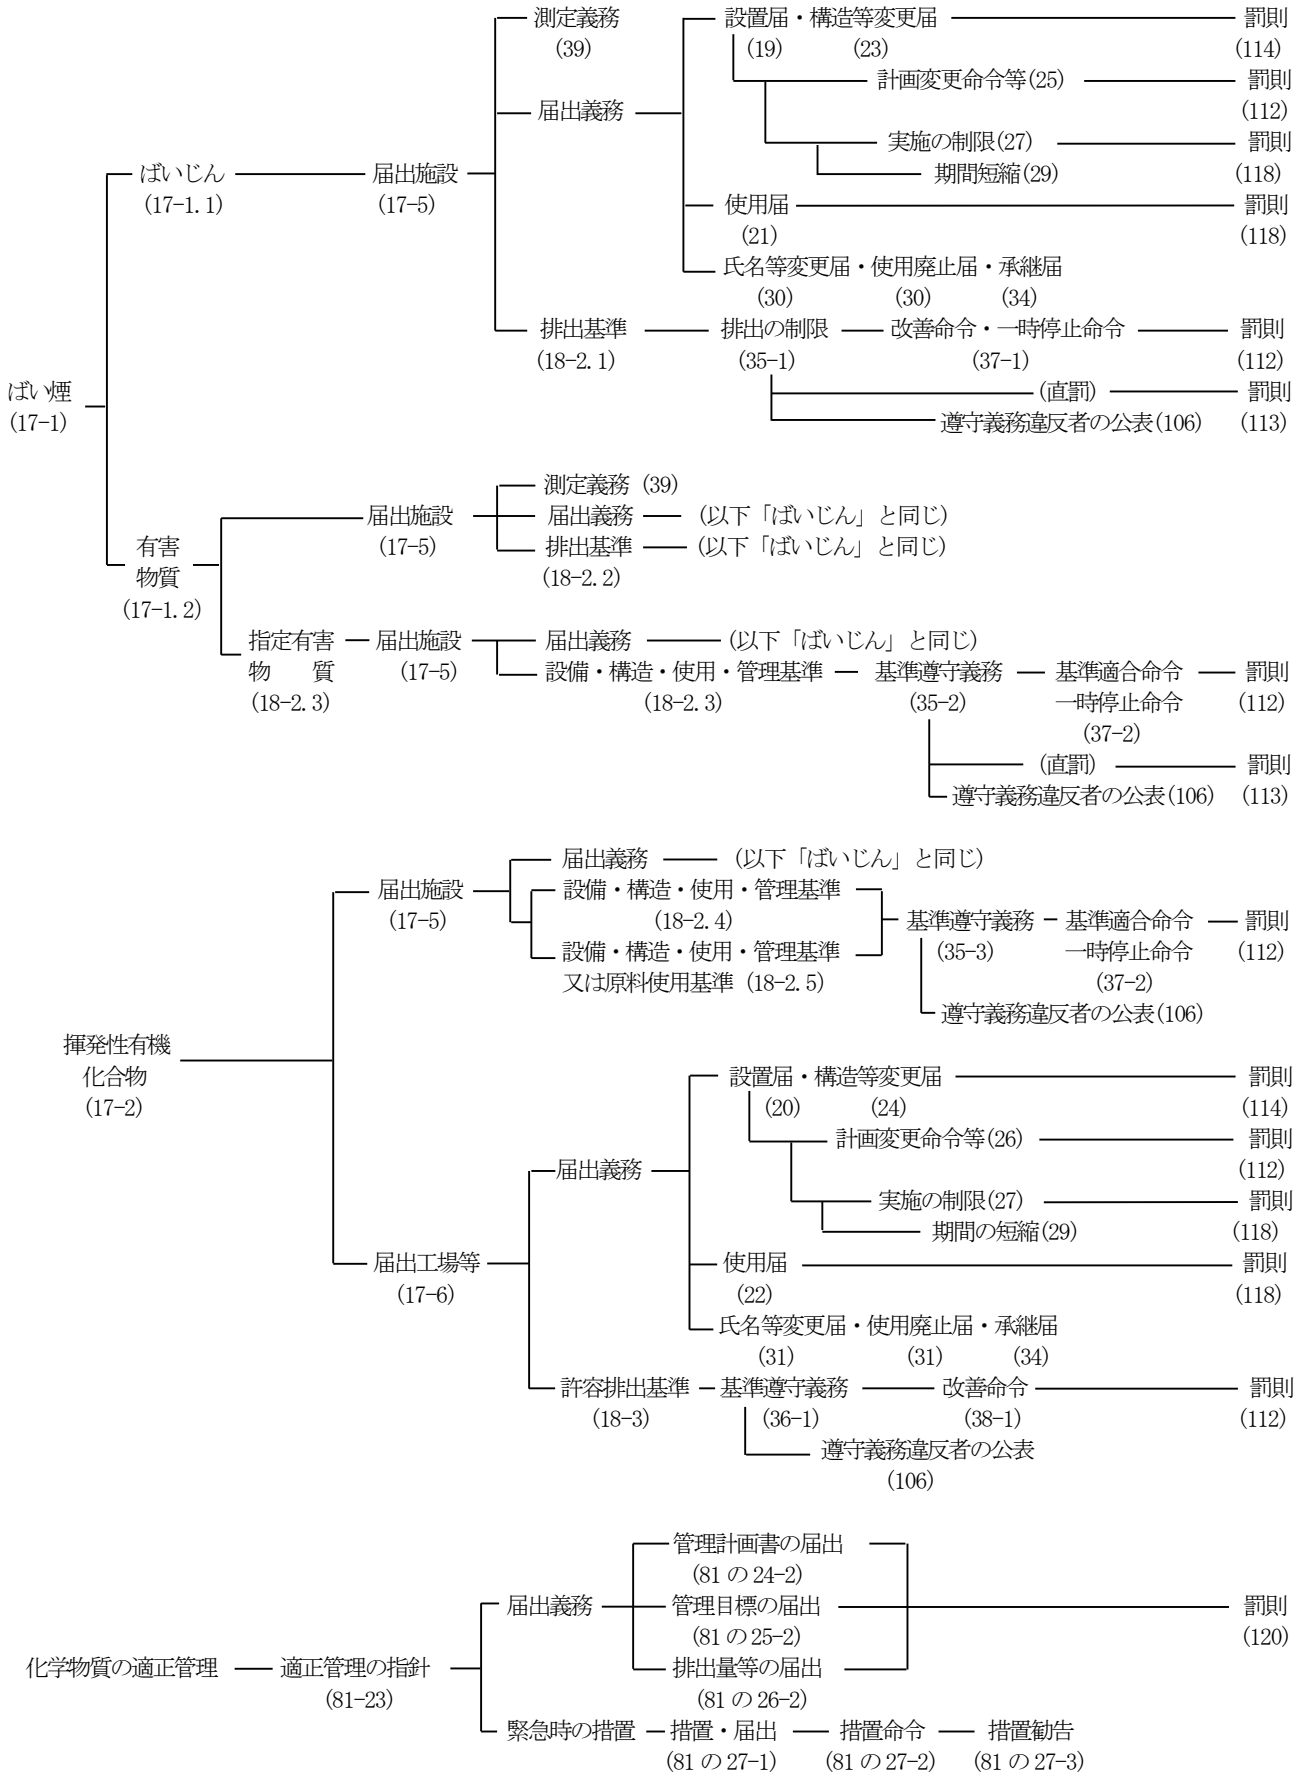 測定義務 設置届・構造等変更届 罰則
(39) (19) (23) (114)
計画変更命令等(25) 罰則
届出義務 (112)
実施の制限(27) 罰則
ばいじん 届出施設 期間短縮(29) (118)
(17-1.1) (17-5) 使用届 罰則
(21) (118)
氏名等変更届・使用廃止届・承継届
(30) (30) (34)
排出基準 排出の制限 改善命令・一時停止命令 罰則
(18-2.1) (35-1) (37-1) (112)
ばい煙 (直罰) 罰則
(17-1) 遵守義務違反者の公表(106) (113)
測定義務 (39)
届出施設 届出義務 (以下「ばいじん」と同じ)
有害 (17-5) 排出基準 (以下「ばいじん」と同じ)
物質 (18-2.2)
(17-1.2)
指定有害 届出施設 届出義務 (以下「ばいじん」と同じ)
物 質 (17-5) 設備・構造・使用・管理基準 基準遵守義務 基準適合命令 罰則
(18-2.3) (18-2.3) (35-2) 一時停止命令 (112)
(37-2)
(直罰) 罰則
遵守義務違反者の公表(106) (113)
届出義務 (以下「ばいじん」と同じ)
届出施設 設備・構造・使用・管理基準
(17-5) (18-2.4) 基準遵守義務 基準適合命令 罰則
設備・構造・使用・管理基準 (35-3) 一時停止命令 (112)
又は原料使用基準 (18-2.5) (37-2)
遵守義務違反者の公表(106)
揮発性有機
化合物 設置届・構造等変更届 罰則
(17-2) (20) (24) (114)
計画変更命令等(26) 罰則
届出義務 (112)
実施の制限(27) 罰則
期間の短縮(29) (118)
届出工場等 使用届 罰則
(17-6) (22) (118)
氏名等変更届・使用廃止届・承継届
(31) (31) (34)
許容排出基準 基準遵守義務 改善命令 罰則
(18-3) (36-1) (38-1) (112)
遵守義務違反者の公表
(106)
管理計画書の届出
(81 の 24-2)
届出義務 管理目標の届出 罰則
(81 の 25-2) (120)
化学物質の適正管理 適正管理の指針 排出量等の届出
(81-23) (81 の 26-2)
緊急時の措置 措置・届出 措置命令 措置勧告
(81 の 27-1) (81 の 27-2) (81 の 27-3)